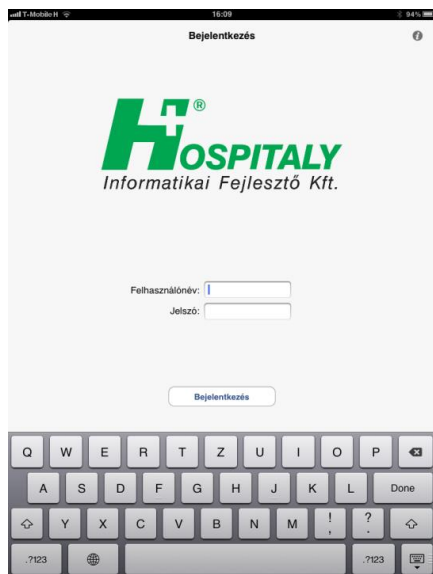 T-Mobile H 16:09 94%
Bejelentkezés
HOSPITALY®
Informatikai Fejlesztő Kft.
Felhasználónév:
Jelszó:
Bejelentkezés
Q W E R T Z U I O P
A S D F G H J K L Done
Y X C V B N M ! , ? .
.?123 .?123